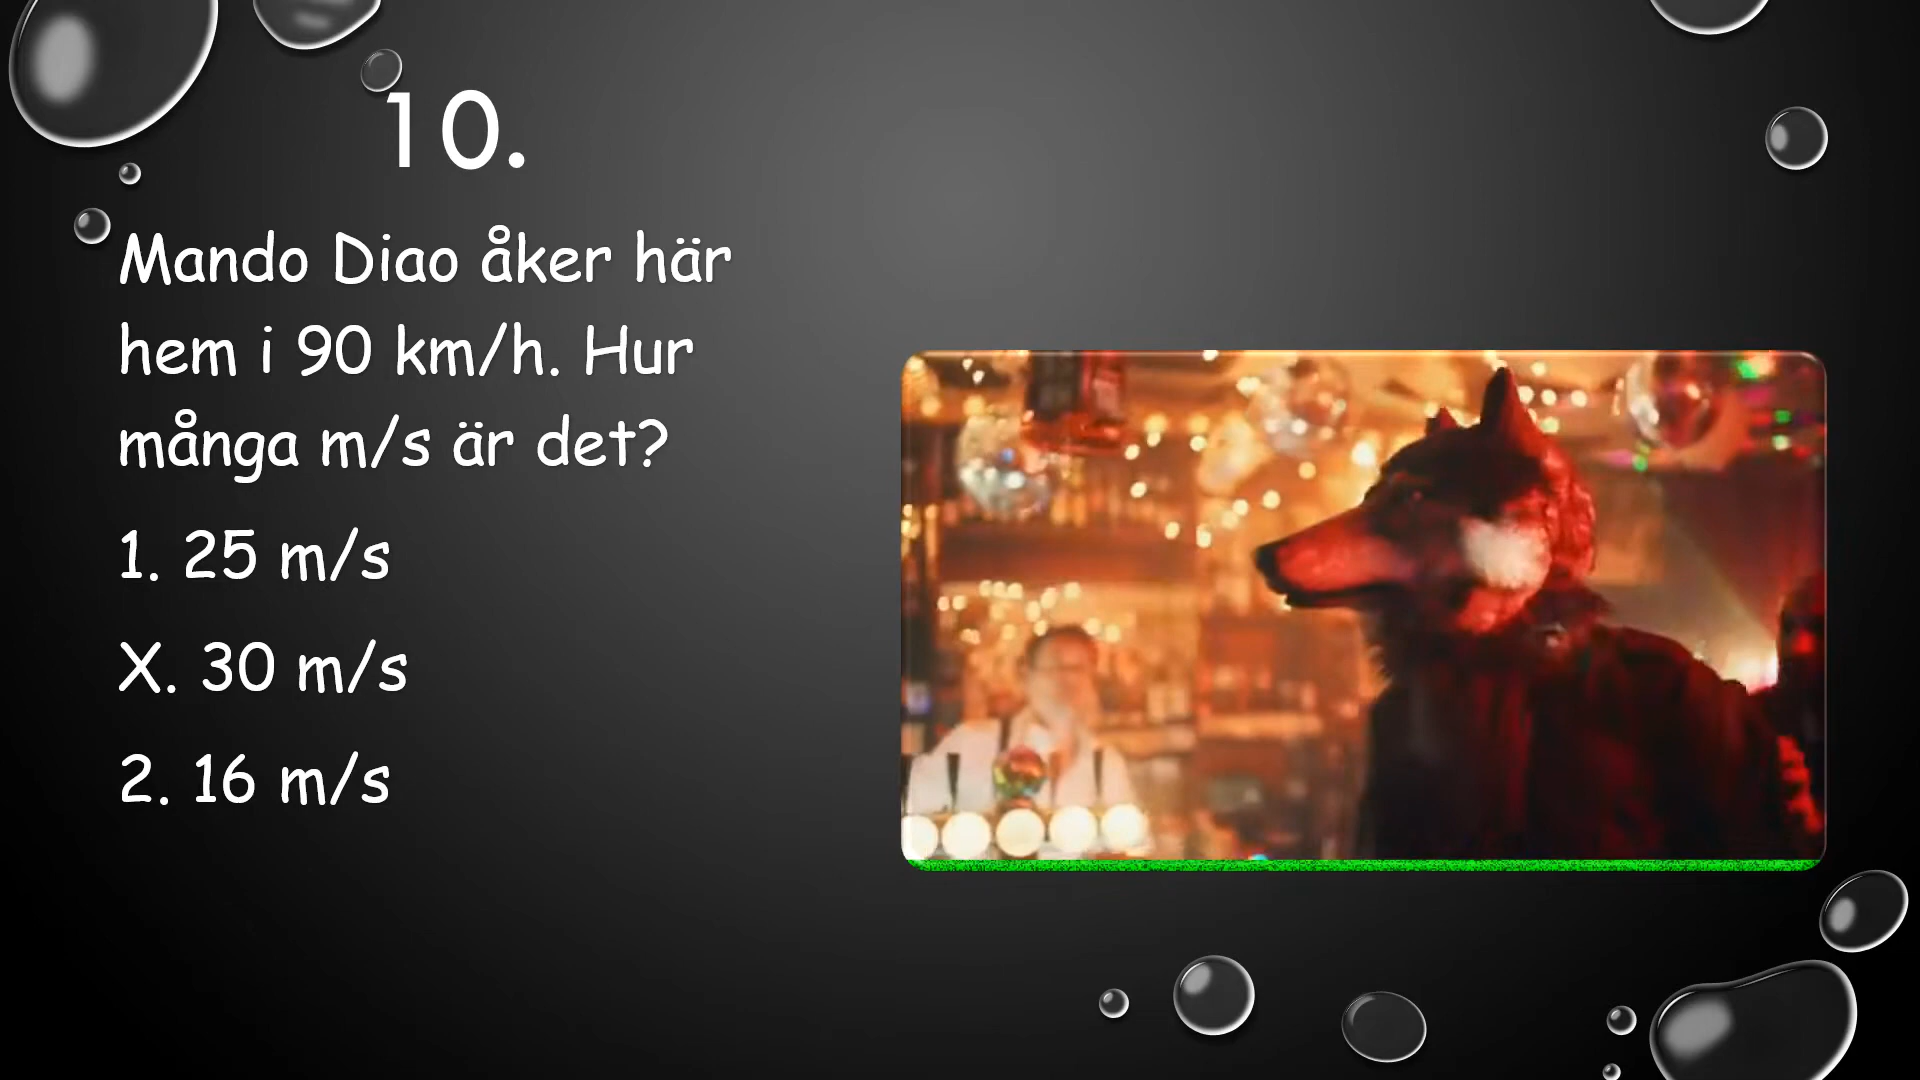 10.
Mando Diao åker här
hem i 90 km/h. Hur
många m/s är det?
1. 25 m/s
X. 30 m/s
2. 16 m/s